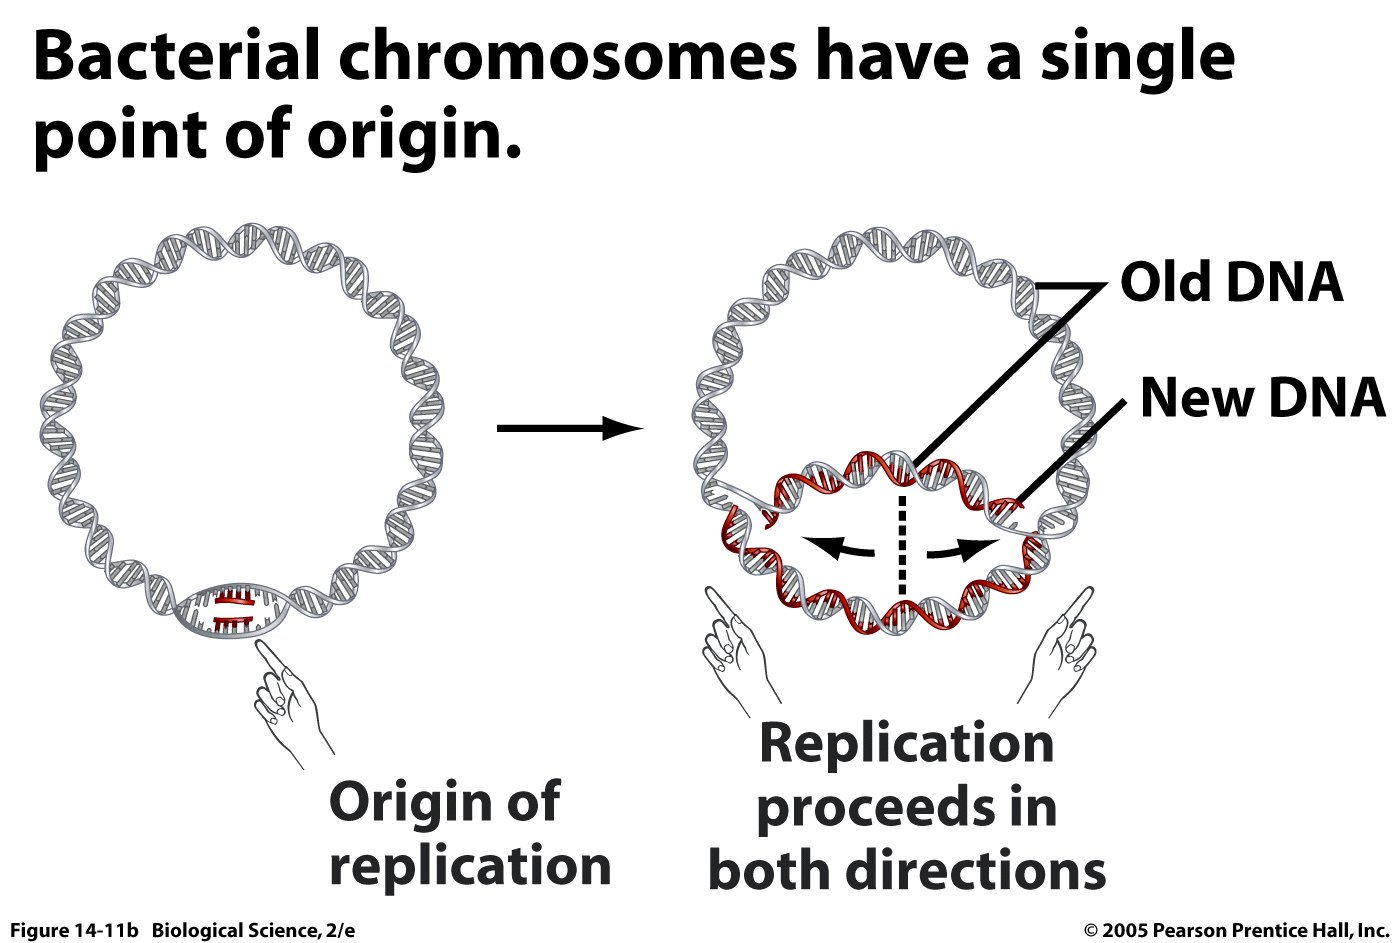 Bacterial chromosomes have a single
point of origin.
Old DNA
New DNA
Origin of
replication
Replication
proceeds in
both directions
Figure 14-11b Biological Science, 2/e
© 2005 Pearson Prentice Hall, Inc.